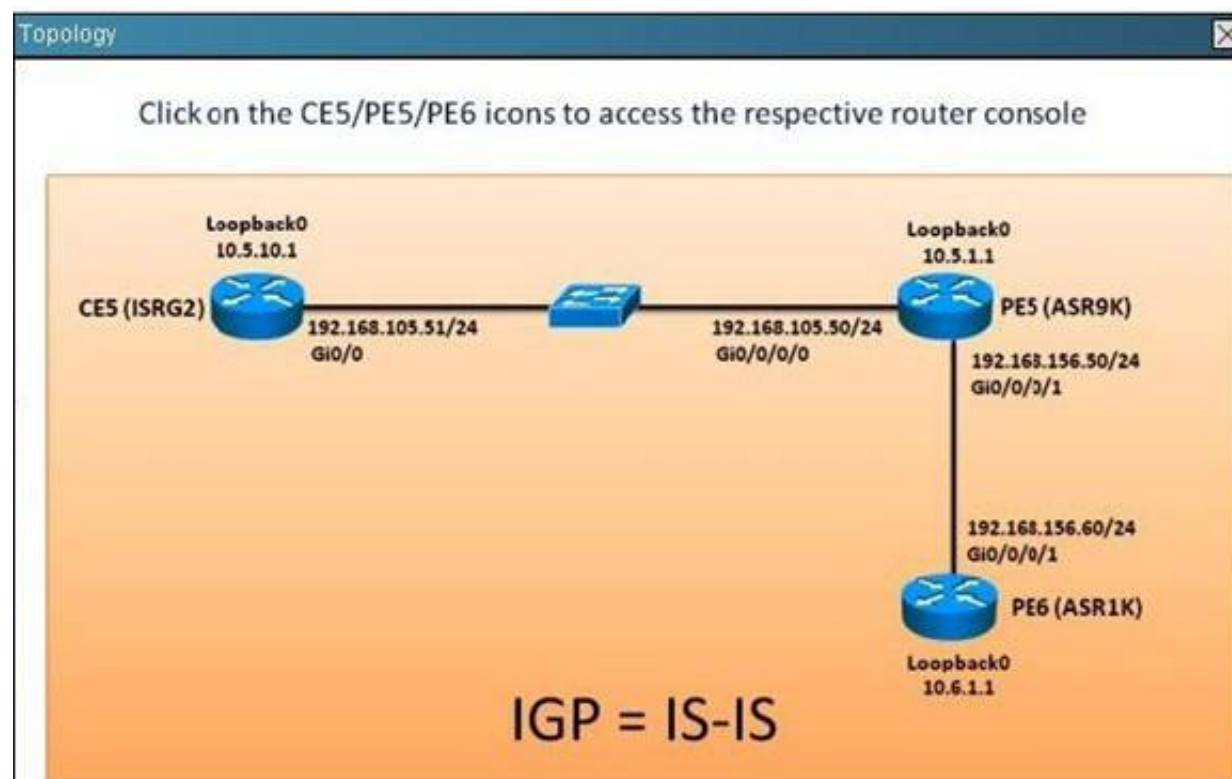 Topology
Click on the CE5/PE5/PE6 icons to access the respective router console
Loopback0
10.5.10.1
CE5 (ISRG2)
192.168.105.51/24
Gi0/0
192.168.105.50/24
Gi0/0/0/0
Loopback0
10.5.1.1
PE5 (ASR9K)
192.168.156.50/24
Gi0/0/0/1
192.168.156.60/24
Gi0/0/0/1
PE6 (ASR1K)
Loopback0
10.6.1.1
IGP = IS-IS